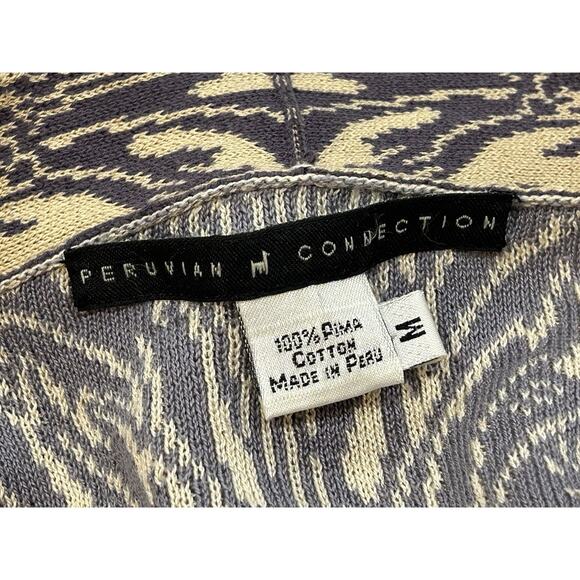 PERUVIAN CONNECTION
100% PIMA
COTTON
MADE IN PERU
M